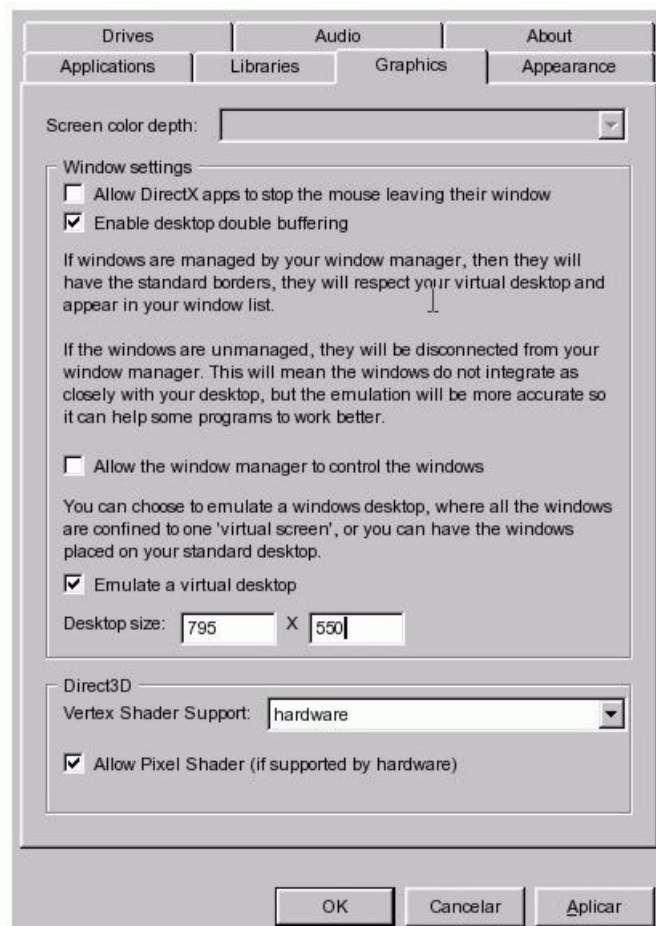 Drives Audio About
Applications Libraries Graphics Appearance
Screen color depth:
Window settings
Allow DirectX apps to stop the mouse leaving their window
Enable desktop double buffering
If windows are managed by your window manager, then they will
have the standard borders, they will respect your virtual desktop and
appear in your window list.
If the windows are unmanaged, they will be disconnected from your
window manager. This will mean the windows do not integrate as
closely with your desktop, but the emulation will be more accurate so
it can help some programs to work better.
Allow the window manager to control the windows
You can choose to emulate a windows desktop, where all the windows
are confined to one 'virtual screen', or you can have the windows
placed on your standard desktop.
Emulate a virtual desktop
Desktop size: 795 X 550
Direct3D
Vertex Shader Support: hardware
Allow Pixel Shader (if supported by hardware)
OK Cancelar Aplicar